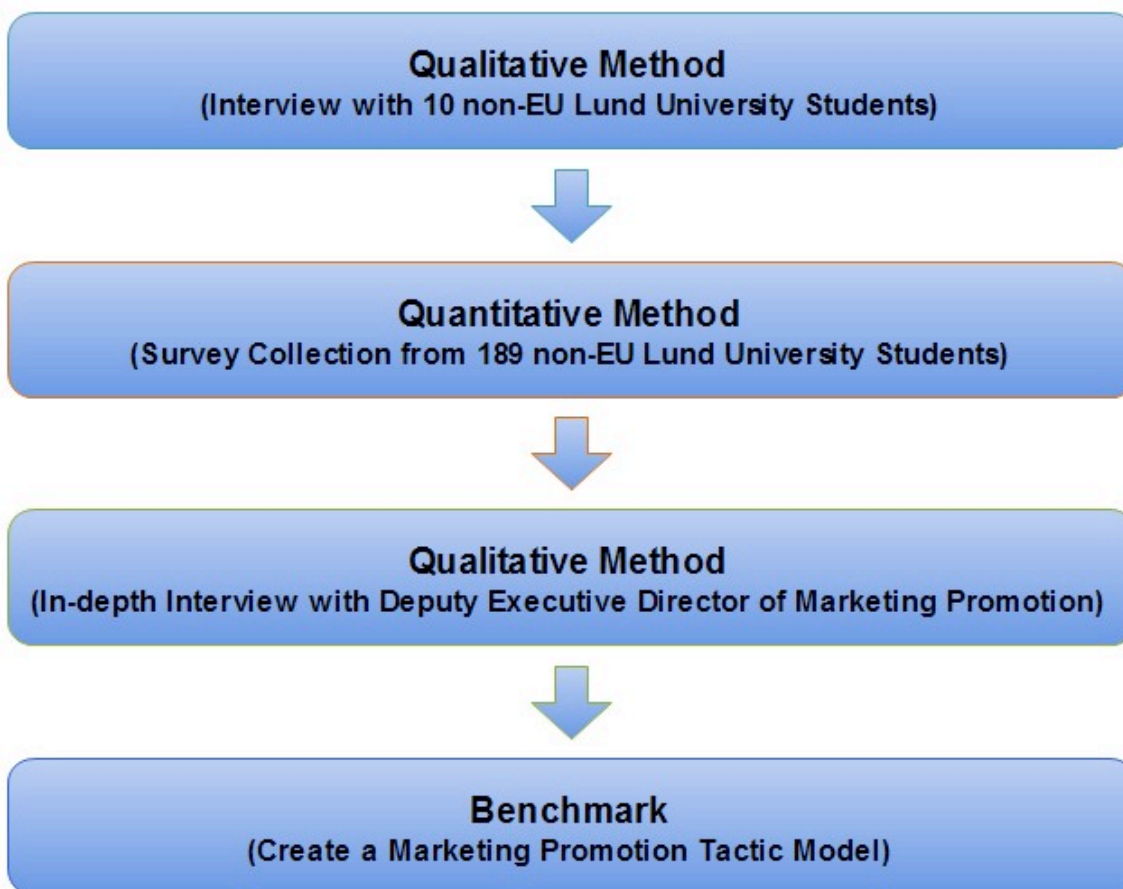 Qualitative Method
(Interview with 10 non-EU Lund University Students)
Quantitative Method
(Survey Collection from 189 non-EU Lund University Students)
Qualitative Method
(In-depth Interview with Deputy Executive Director of Marketing Promotion)
Benchmark
(Create a Marketing Promotion Tactic Model)